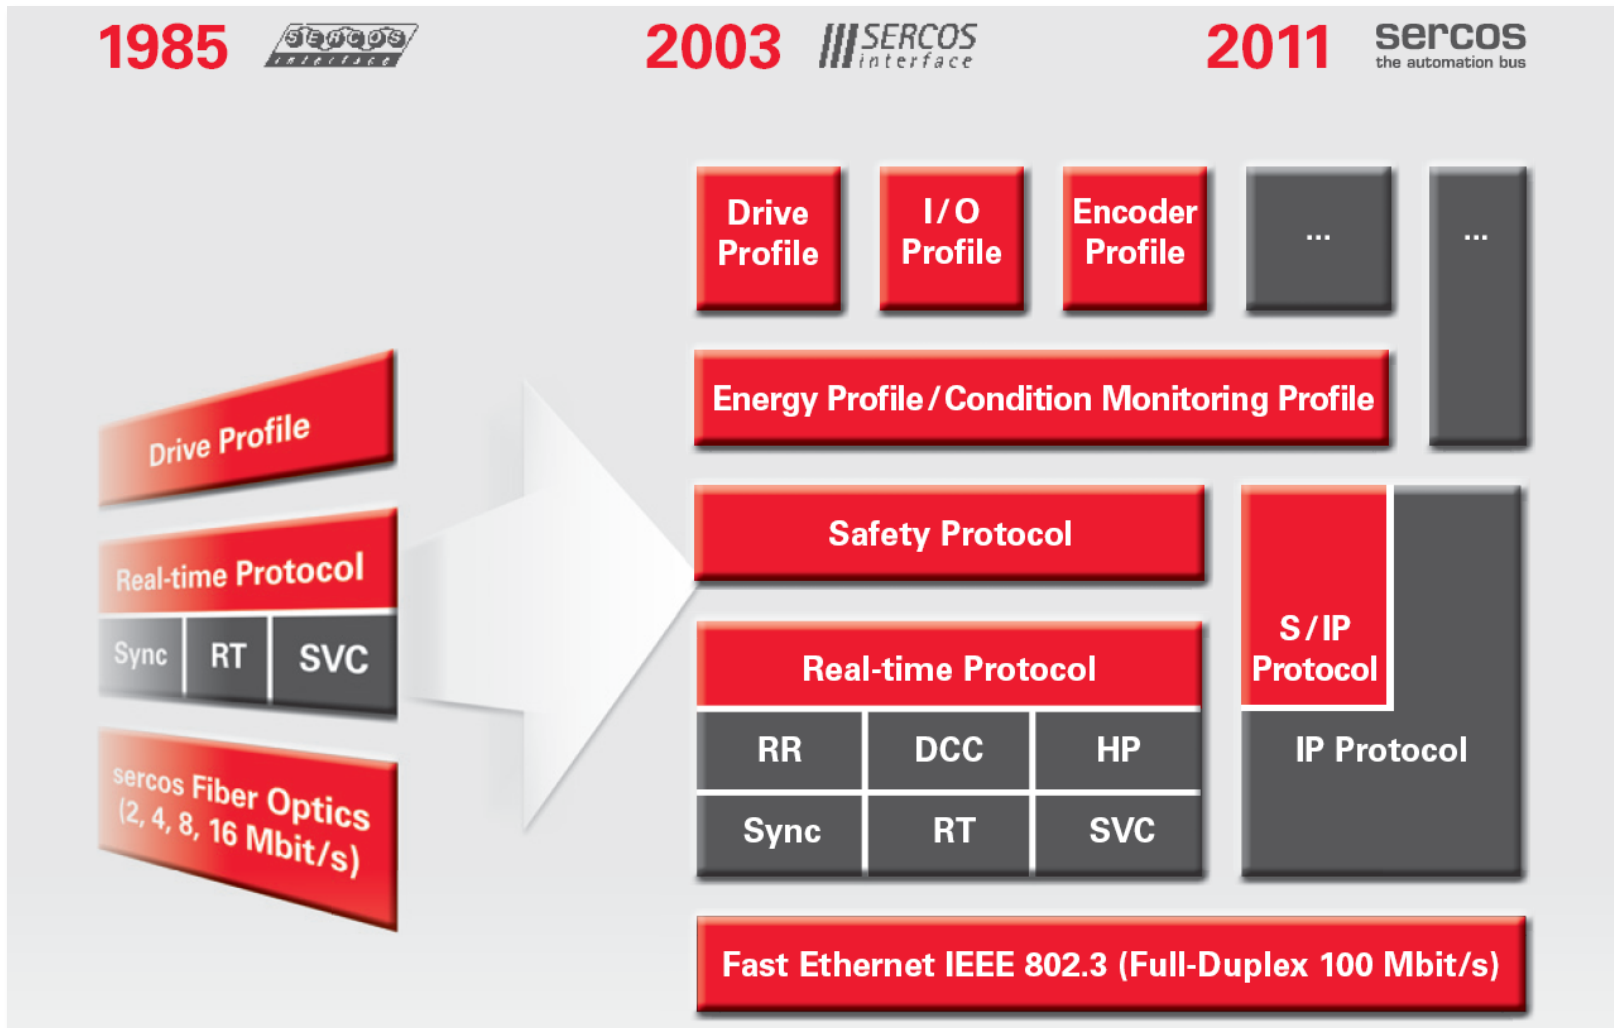 1985 SERCOS interface
2003 SERCOS interface
2011 sercos
the automation bus
Drive Profile
Real-time Protocol
Sync RT SVC
sercos Fiber Optics
(2, 4, 8, 16 Mbit/s)
Drive
Profile
I/O
Profile
Encoder
Profile
...
...
Energy Profile/Condition Monitoring Profile
Safety Protocol
S/IP
Protocol
Real-time Protocol
RR DCC HP
IP Protocol
Sync RT SVC
Fast Ethernet IEEE 802.3 (Full-Duplex 100 Mbit/s)